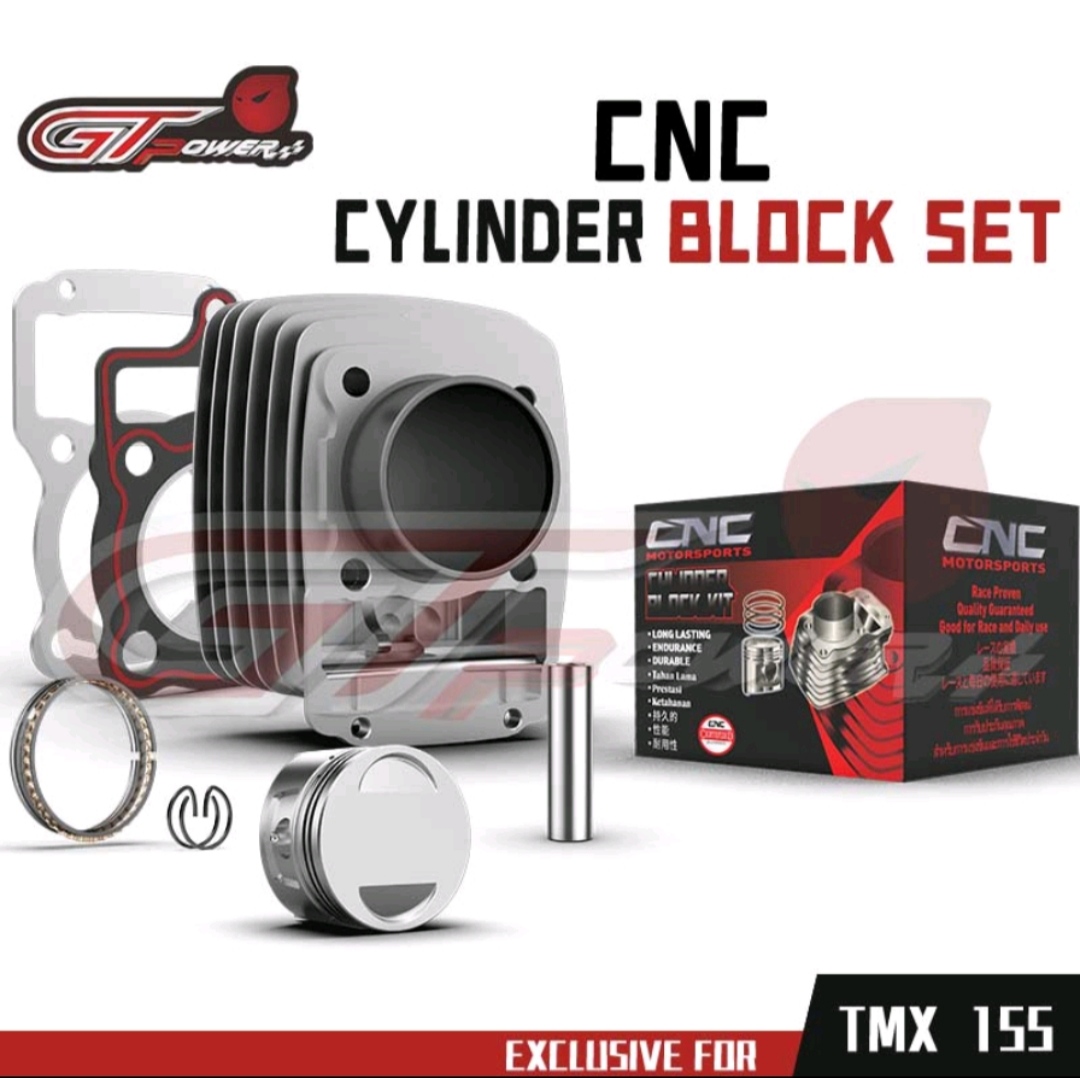 GT POWER
CNC
CYLINDER BLOCK SET
CNC
MOTORSPORTS
CYLINDER
BLOCK KIT
• LONG LASTING
• ENDURANCE
• DURABLE
• Tahan Lama
• Prestasi
• Ketahanan
• 持久的
• 性能
• 耐用性
CNC
CNC
MOTORSPORTS
Race Proven
Quality Guaranteed
Good for Race and Daily use
EXCLUSIVE FOR
TMX 155